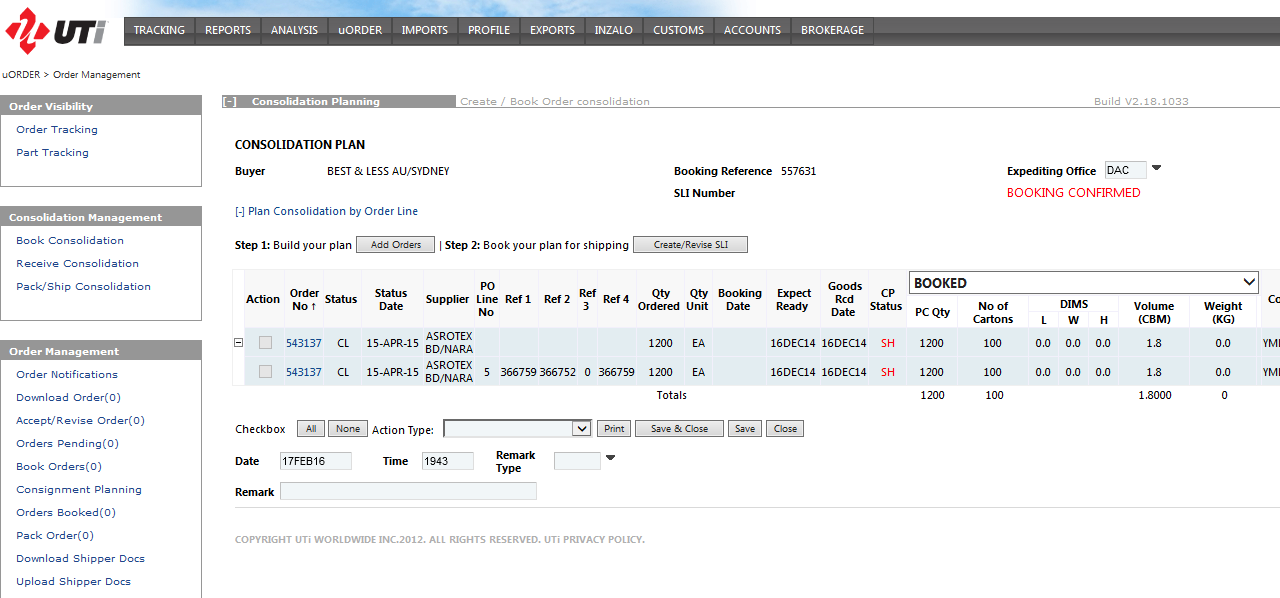 UTi
TRACKING REPORTS ANALYSIS uORDER IMPORTS PROFILE EXPORTS INZALO CUSTOMS ACCOUNTS BROKERAGE
uORDER > Order Management
Order Visibility
Order Tracking
Part Tracking
Consolidation Management
Book Consolidation
Receive Consolidation
Pack/Ship Consolidation
Order Management
Order Notifications
Download Order(0)
Accept/Revise Order(0)
Orders Pending(0)
Book Orders(0)
Consignment Planning
Orders Booked(0)
Pack Order(0)
Download Shipper Docs
Upload Shipper Docs
[-] Consolidation Planning Create / Book Order consolidation Build V2.18.1033
CONSOLIDATION PLAN
Buyer BEST & LESS AU/SYDNEY Booking Reference 557631 Expediting Office DAC
SLI Number BOOKING CONFIRMED
[-] Plan Consolidation by Order Line
Step 1: Build your plan Add Orders | Step 2: Book your plan for shipping Create/Revise SLI
Action Order No ↑ Status Status Date Supplier PO Line No Ref 1 Ref 2 Ref 3 Ref 4 Qty Ordered Qty Unit Booking Date Expect Ready Goods Rcd Date CP Status BOOKED PC Qty No of Cartons DIMS L W H Volume (CBM) Weight (KG) Co
543137 CL 15-APR-15 ASROTEX BD/NARA 1200 EA 16DEC14 16DEC14 SH 1200 100 0.0 0.0 0.0 1.8 0.0 YMI
543137 CL 15-APR-15 ASROTEX BD/NARA 5 366759 366752 0 366759 1200 EA 16DEC14 16DEC14 SH 1200 100 0.0 0.0 0.0 1.8 0.0 YMI
Totals 1200 100 1.8000 0
Checkbox All None Action Type: Print Save & Close Save Close
Date 17FEB16 Time 1943 Remark Type
Remark
COPYRIGHT UTi WORLDWIDE INC.2012. ALL RIGHTS RESERVED. UTi PRIVACY POLICY.